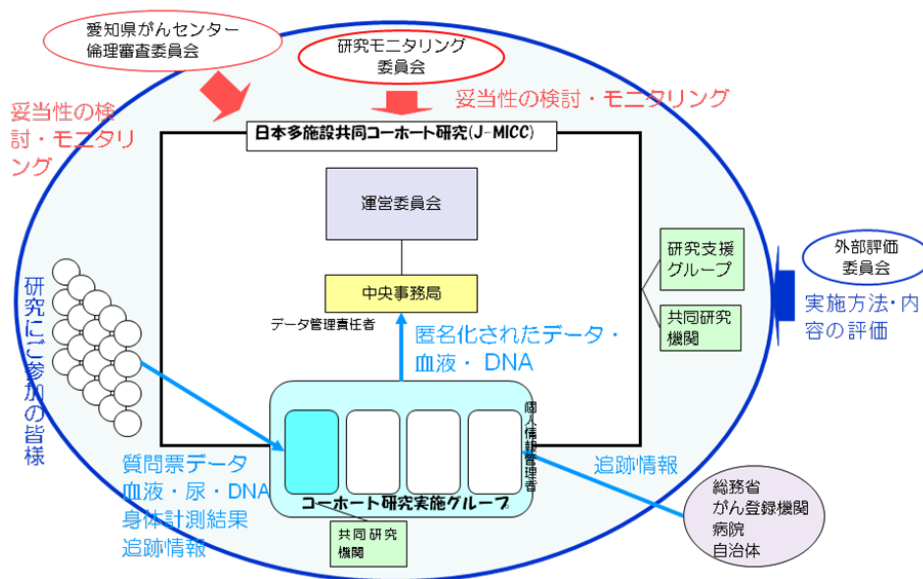 愛知県がんセンター
倫理審査委員会
研究モニタリング
委員会
妥当性の検
討・モニタリ
ング
妥当性の検討・モニタリング
日本多施設共同コーホート研究(J-MICC)
運営委員会
中央事務局
データ管理責任者
研究支援
グループ
共同研究
機関
外部評価
委員会
実施方法・内
容の評価
研究にご参加の皆様
匿名化されたデータ・
血液・ DNA
個人情報管理者
質問票データ
血液・尿・DNA
身体計測結果
追跡情報
コーホート研究実施グループ。
共同研究
機関
追跡情報
総務省
がん登録機関
病院
自治体